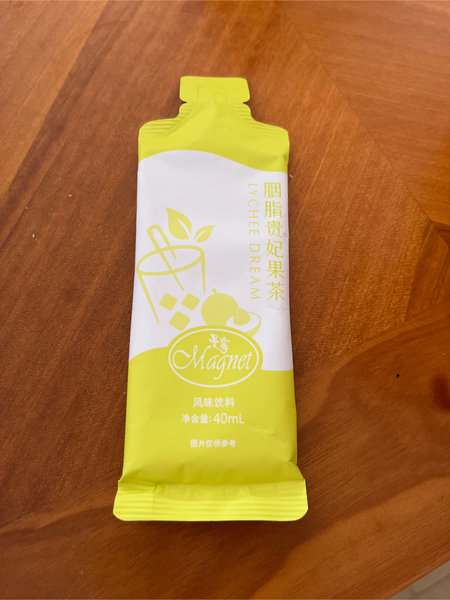 胭脂贵妃果茶
LYCHEE DREAM
Magnet
风味饮料
净含量:40mL
图片仅供参考